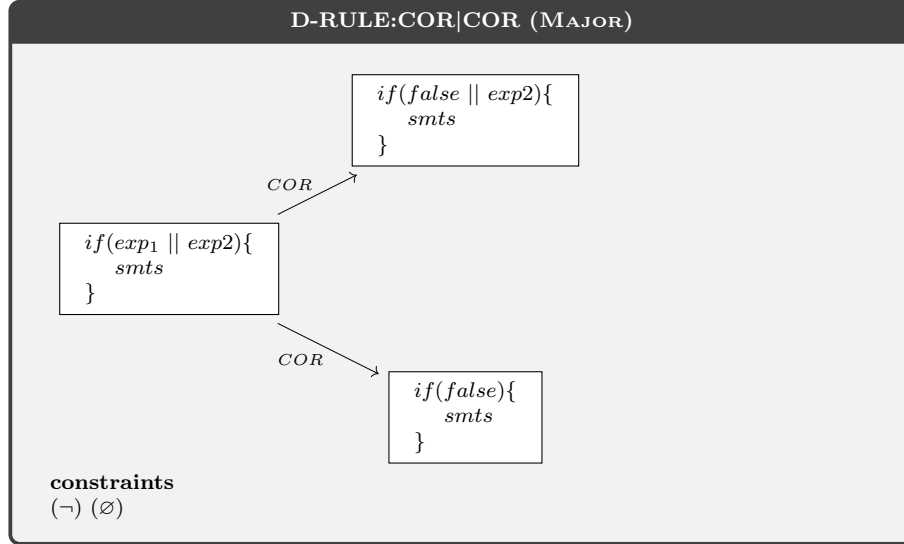 D-RULE:COR|COR (MAJOR)
if(false || exp2){
smts
}
COR
if(exp₁ || exp2){
smts
}
COR
if(false){
smts
}
constraints
(¬) (∅)